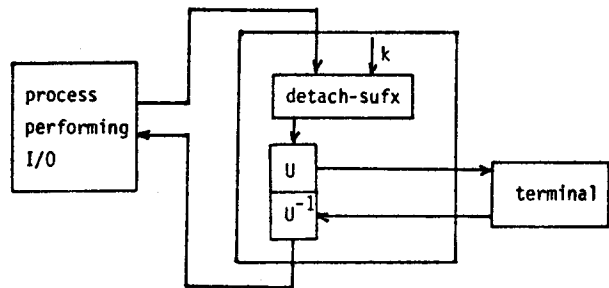 process
performing
I/O
k
detach-sufx
U
U⁻¹
terminal